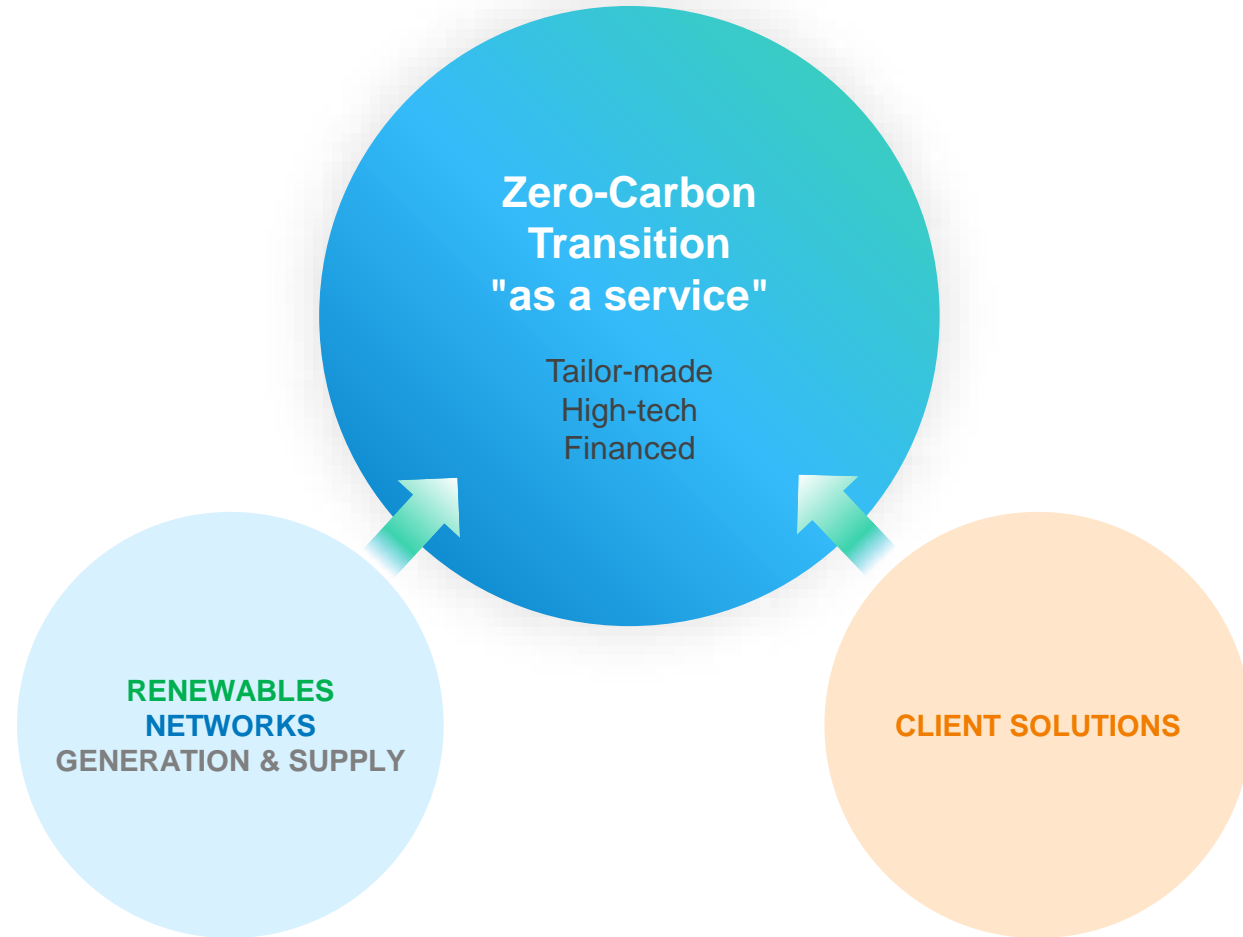 Zero-Carbon
Transition
"as a service"
Tailor-made
High-tech
Financed
RENEWABLES
NETWORKS
GENERATION & SUPPLY
CLIENT SOLUTIONS